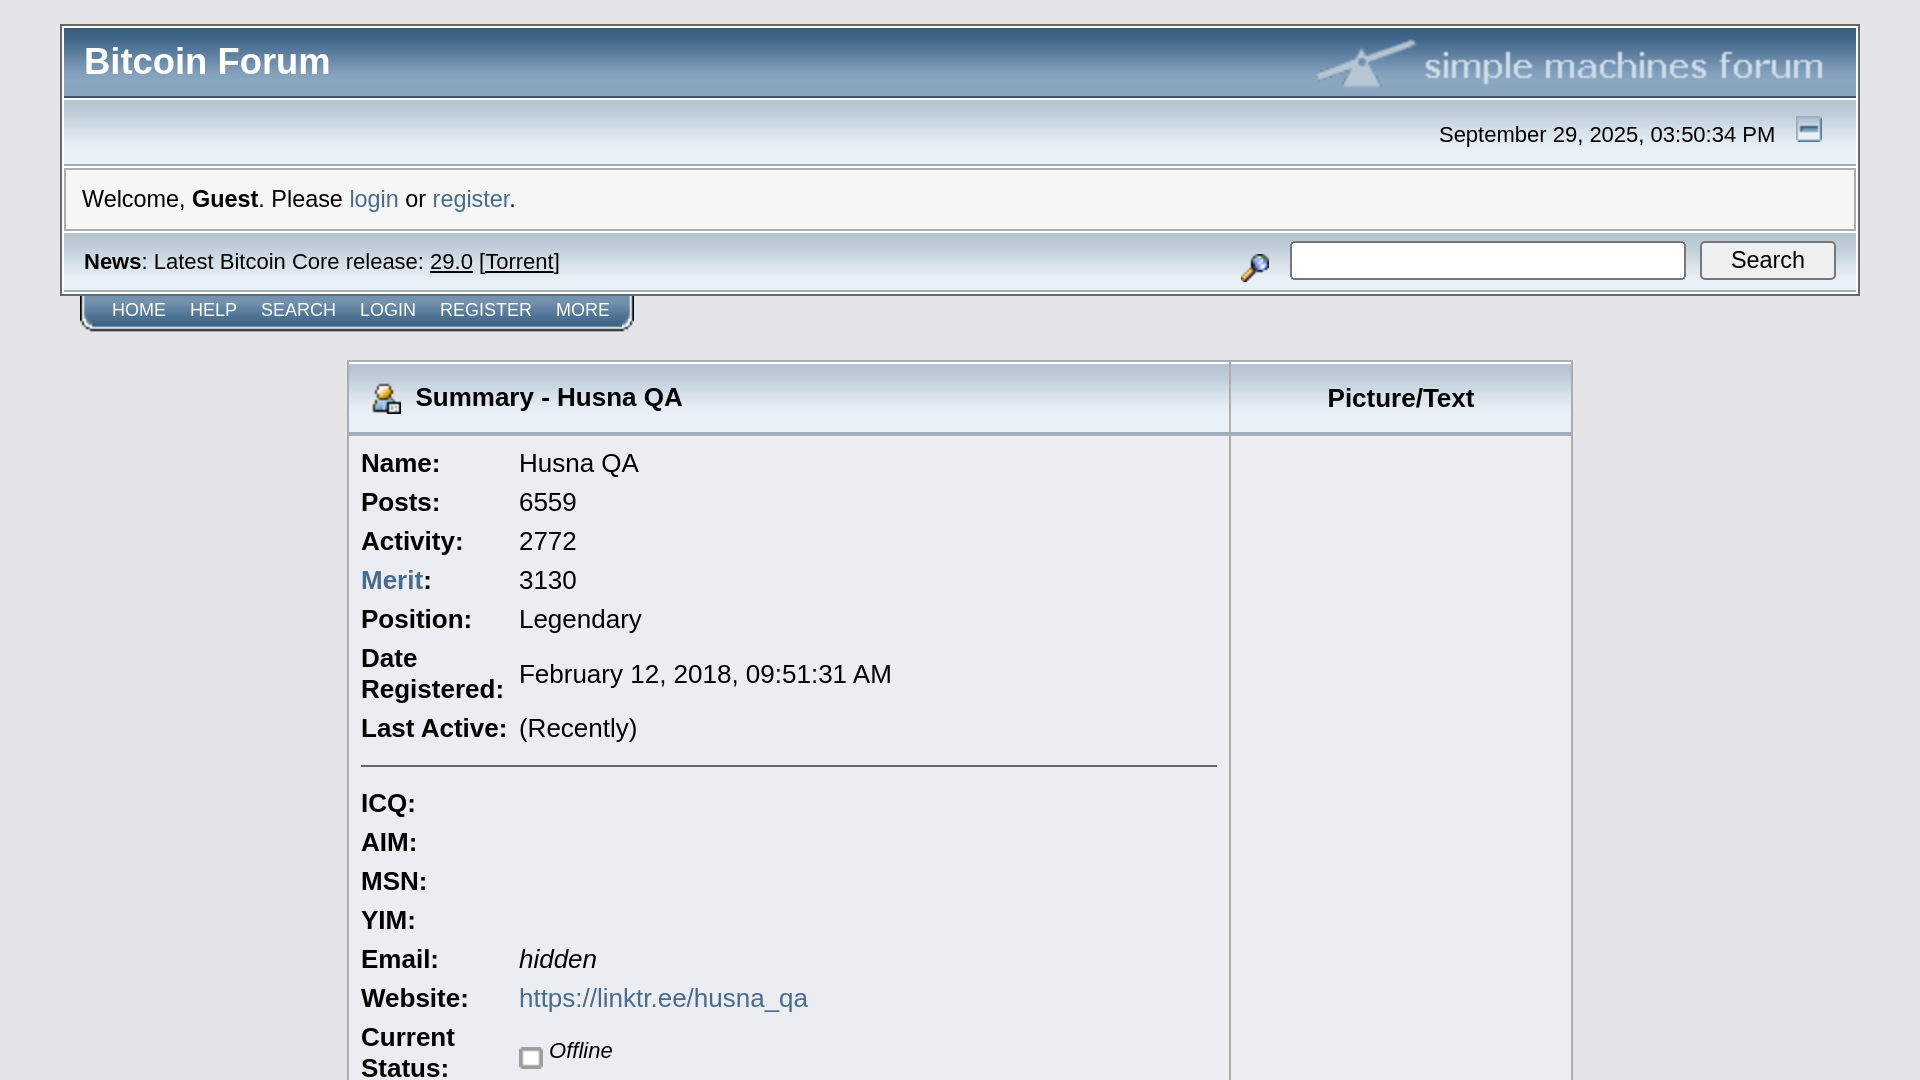 Bitcoin Forum
simple machines forum
September 29, 2025, 03:50:34 PM
Welcome, Guest. Please login or register.
News: Latest Bitcoin Core release: 29.0 [Torrent]
Search
HOME HELP SEARCH LOGIN REGISTER MORE
Summary - Husna QA
Picture/Text
Name: Husna QA
Posts: 6559
Activity: 2772
Merit: 3130
Position: Legendary
Date
Registered: February 12, 2018, 09:51:31 AM
Last Active: (Recently)
ICQ:
AIM:
MSN:
YIM:
Email: hidden
Website: https://linktr.ee/husna_qa
Current
Status: Offline